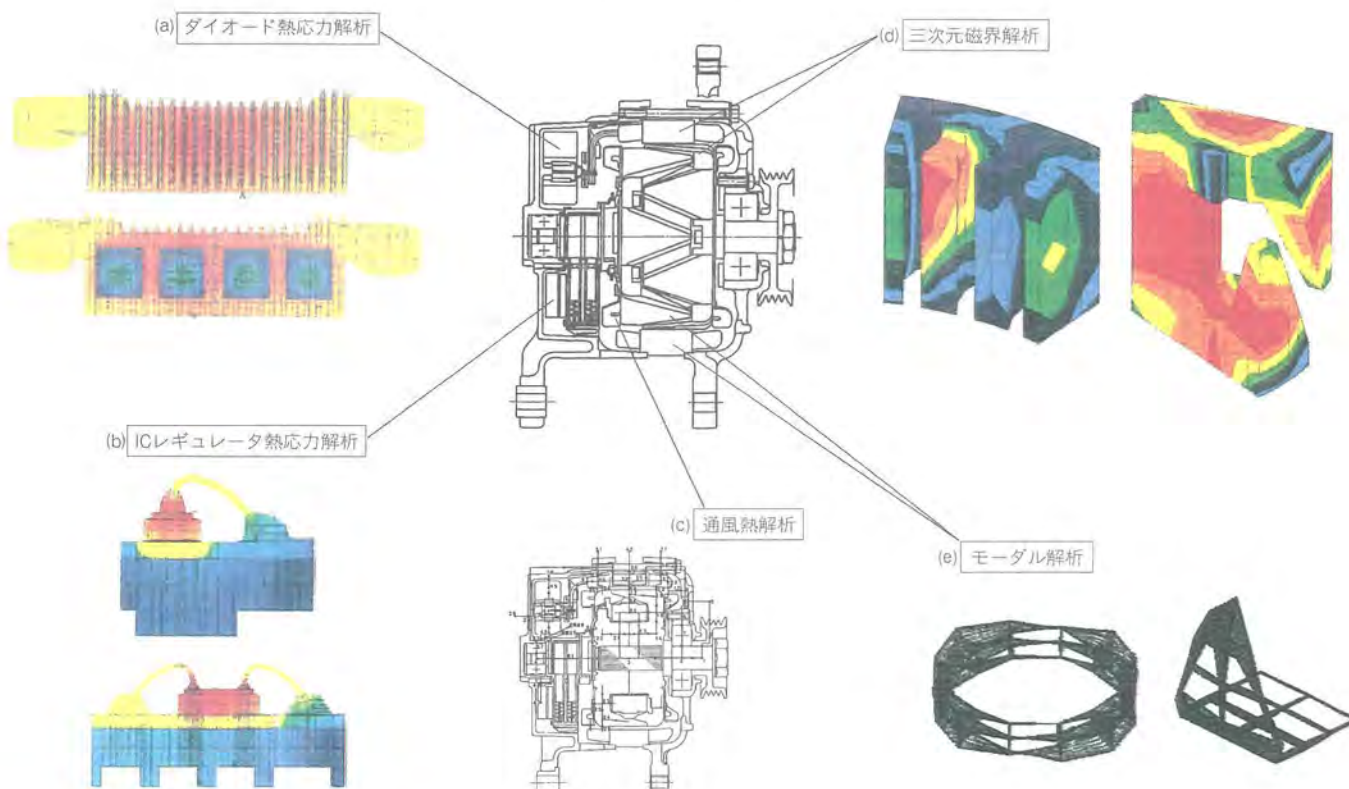 (a) ダイオード熱応力解析
(d) 三次元磁界解析
(b) ICレギュレータ熱応力解析
(c) 通風熱解析
(e) モーダル解析